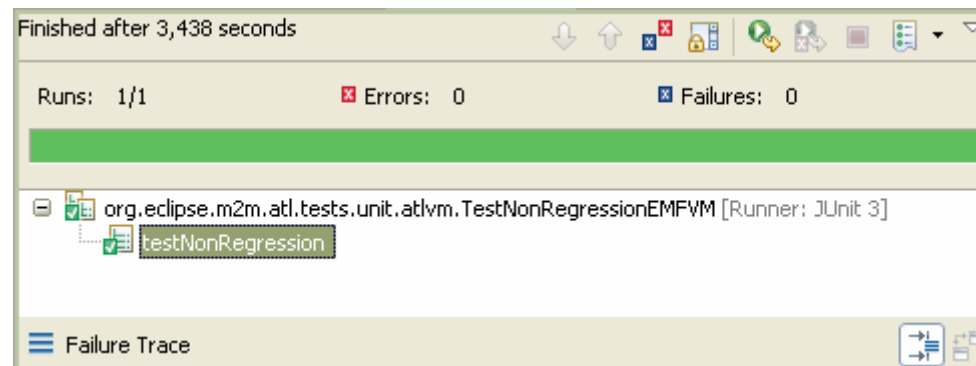 Finished after 3,438 seconds
Runs: 1/1 Errors: 0 Failures: 0
org.eclipse.m2m.atl.tests.unit.atlvm.TestNonRegressionEMFVM [Runner: JUnit 3]
testNonRegression
Failure Trace